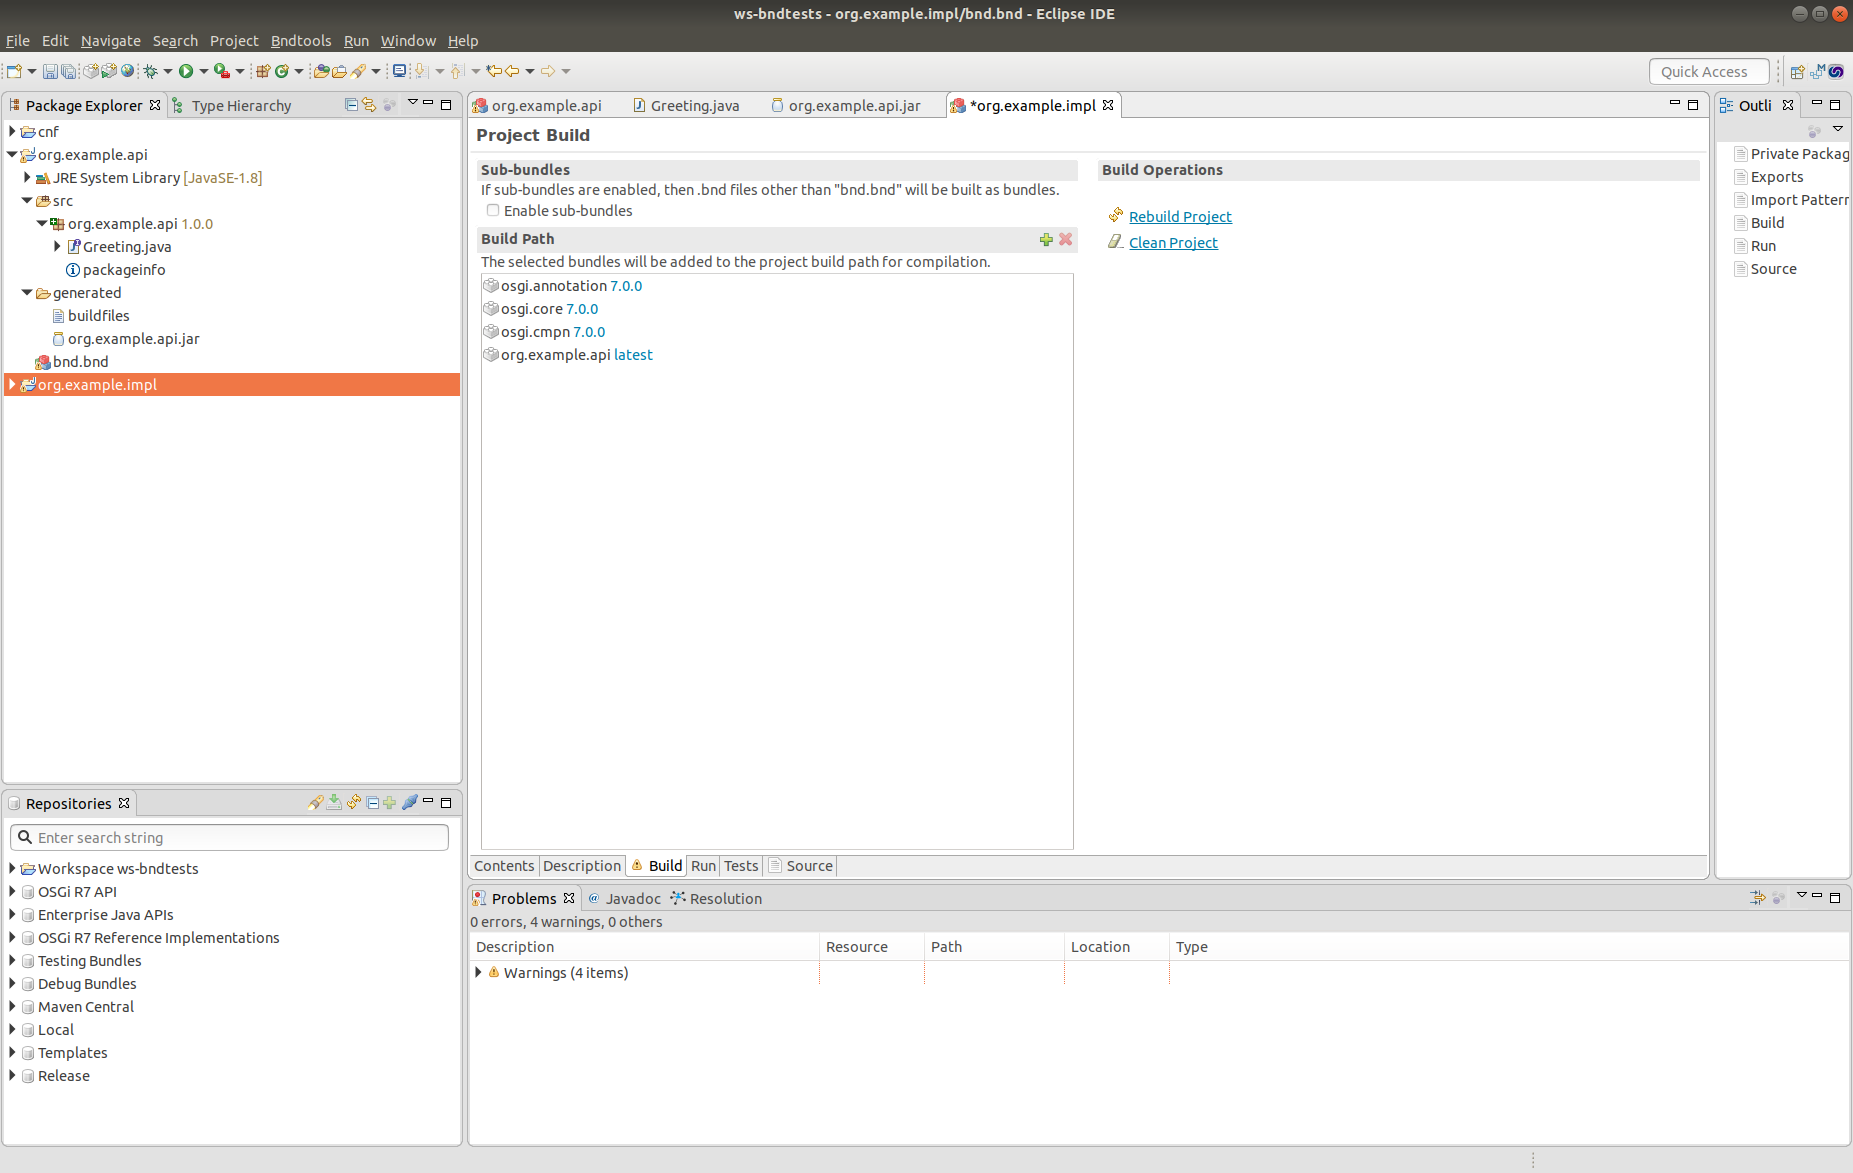 ws-bndtests - org.example.impl/bnd.bnd - Eclipse IDE
File Edit Navigate Search Project Bndtools Run Window Help
Quick Access
Package Explorer Type Hierarchy
cnf
org.example.api
JRE System Library [JavaSE-1.8]
src
org.example.api 1.0.0
Greeting.java
packageinfo
generated
buildfiles
org.example.api.jar
bnd.bnd
org.example.impl
Repositories
Enter search string
Workspace ws-bndtests
OSGi R7 API
Enterprise Java APIs
OSGi R7 Reference Implementations
Testing Bundles
Debug Bundles
Maven Central
Local
Templates
Release
org.example.api Greeting.java org.example.api.jar *org.example.impl
Project Build
Sub-bundles
If sub-bundles are enabled, then .bnd files other than "bnd.bnd" will be built as bundles.
Enable sub-bundles
Build Path
The selected bundles will be added to the project build path for compilation.
osgi.annotation 7.0.0
osgi.core 7.0.0
osgi.cmpn 7.0.0
org.example.api latest
Build Operations
Rebuild Project
Clean Project
Contents Description Build Run Tests Source
Outli
Private Packag
Exports
Import Pattern
Build
Run
Source
Problems Javadoc Resolution
0 errors, 4 warnings, 0 others
Description Resource Path Location Type
Warnings (4 items)